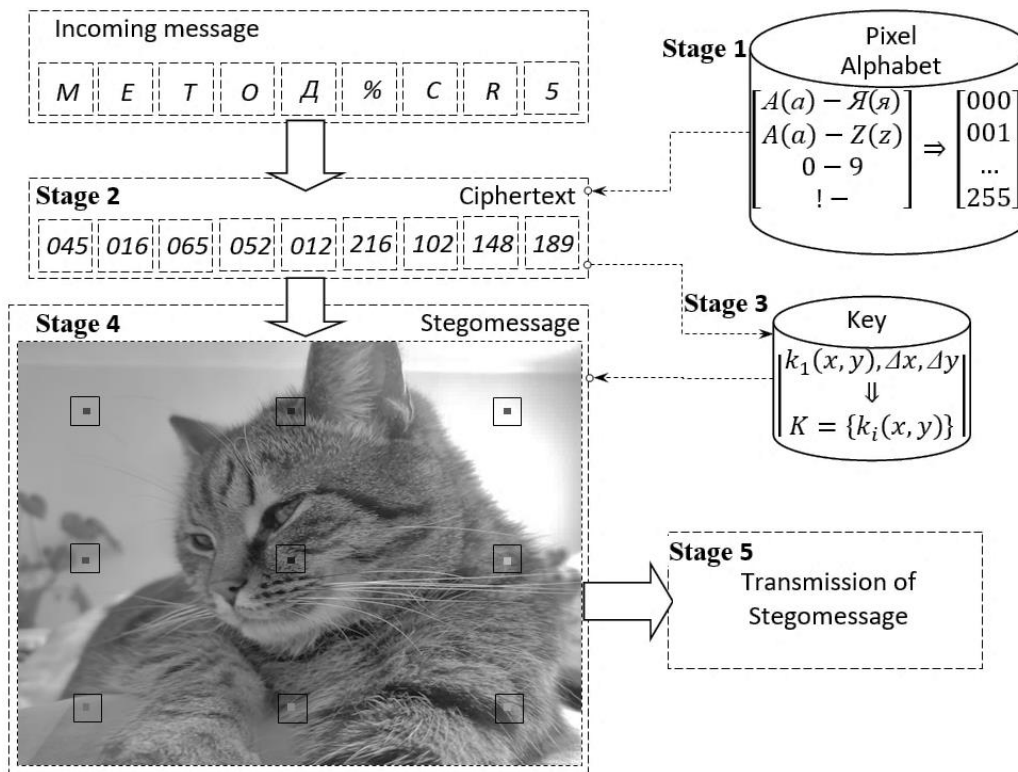 Incoming message
М Е Т О Д % C R 5
Stage 1
Pixel
Alphabet
A(a) – Я(я)
A(a) – Z(z)
0 – 9
! –
⇒
000
001
...
255
Stage 2
Ciphertext
045 016 065 052 012 216 102 148 189
Stage 3
Key
k₁(x, y), Δx, Δy
⇓
K = {kᵢ(x, y)}
Stage 4
Stegomessage
Stage 5
Transmission of
Stegomessage